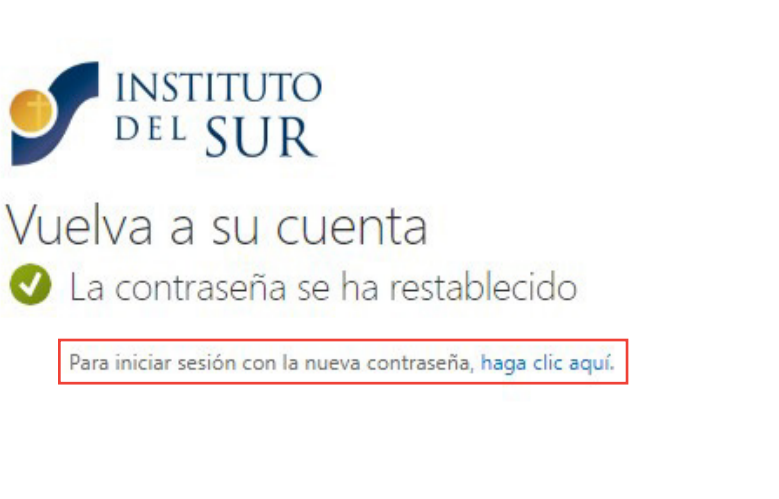 INSTITUTO
DEL SUR
Vuelva a su cuenta
La contraseña se ha restablecido
Para iniciar sesión con la nueva contraseña, haga clic aquí.